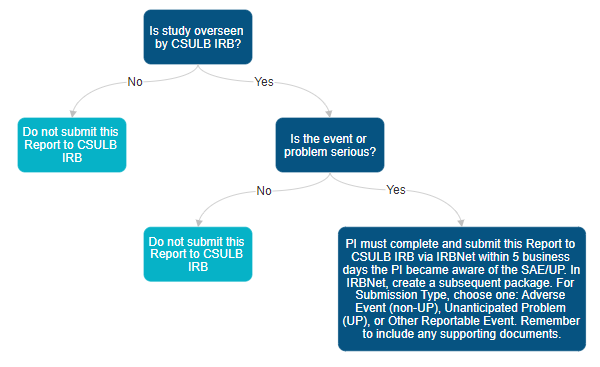 Is study overseen
by CSULB IRB?
No
Yes
Do not submit this
Report to CSULB
IRB
Is the event or
problem serious?
No
Yes
Do not submit this
Report to CSULB
IRB
PI must complete and submit this Report to
CSULB IRB via IRBNet within 5 business
days the PI became aware of the SAE/UP. In
IRBNet, create a subsequent package. For
Submission Type, choose one: Adverse
Event (non-UP), Unanticipated Problem
(UP), or Other Reportable Event. Remember
to include any supporting documents.